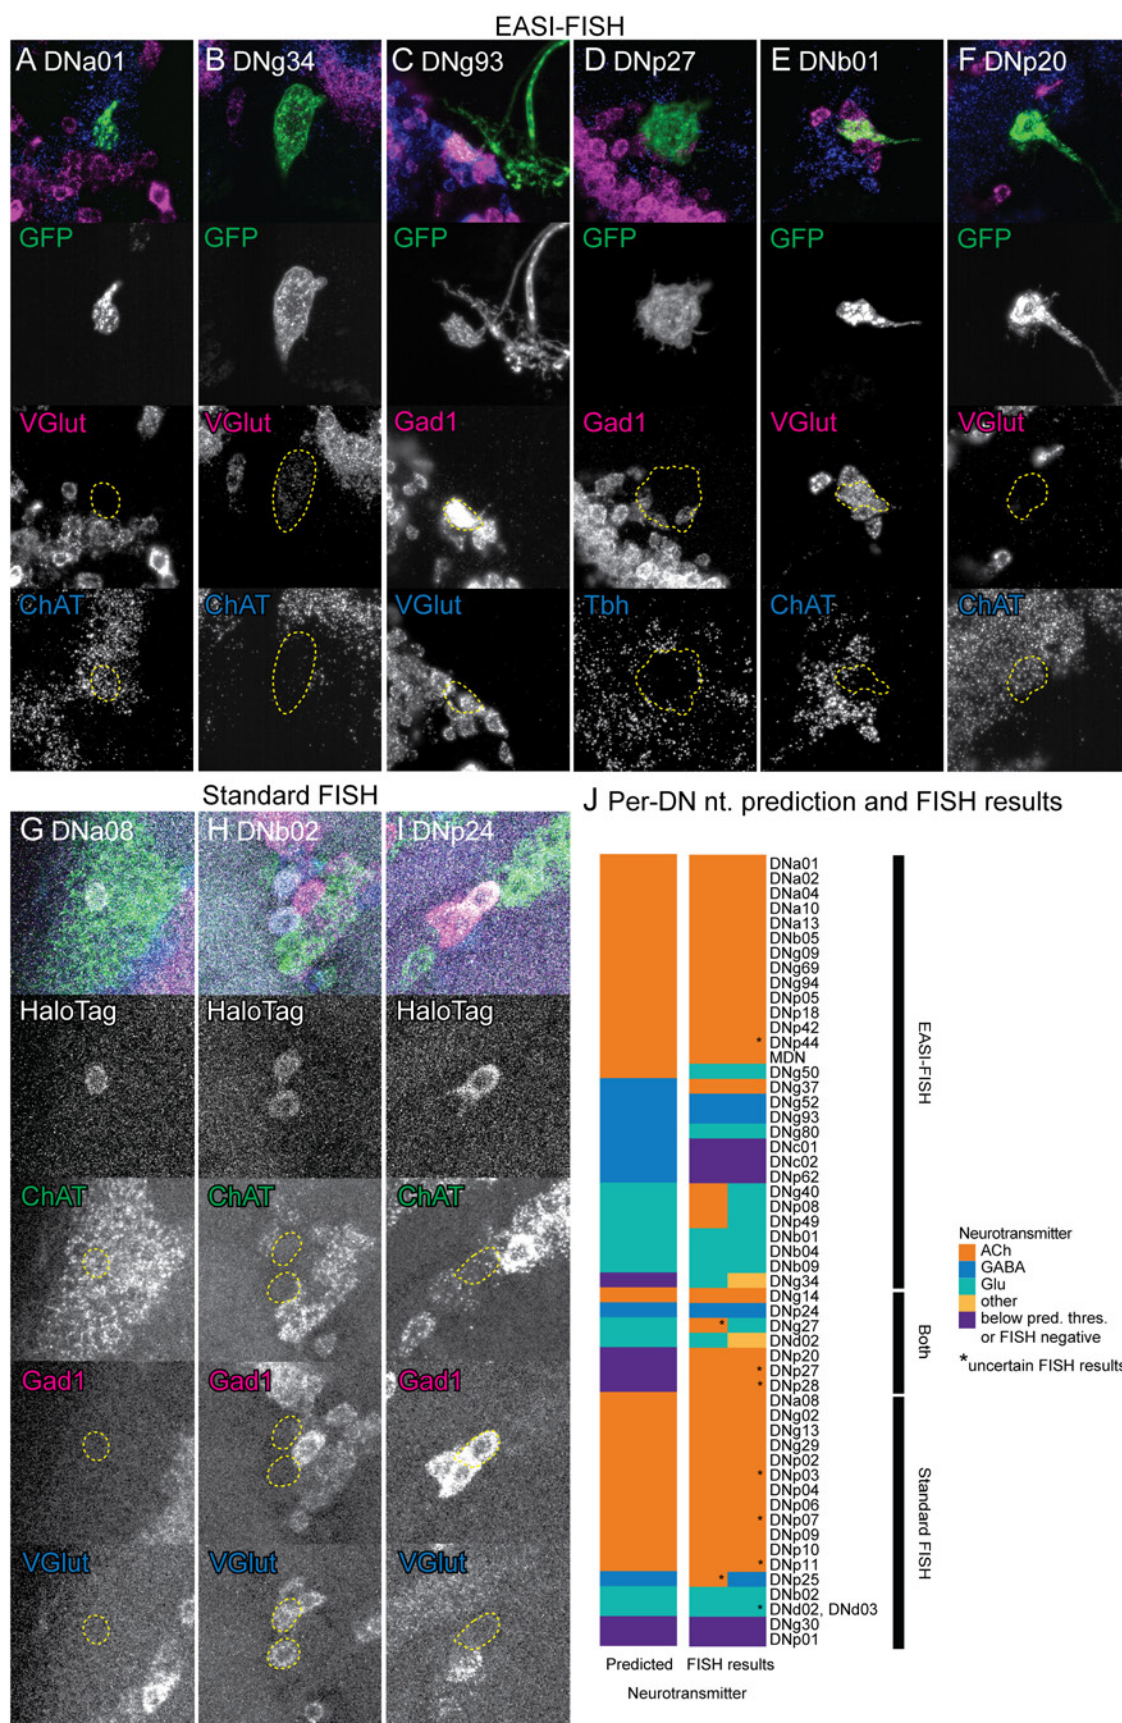 EASI-FISH
A DNa01
B DNg34
C DNg93
D DNp27
E DNb01
F DNp20
GFP
GFP
GFP
GFP
GFP
GFP
VGlut
VGlut
Gad1
Gad1
VGlut
VGlut
ChAT
ChAT
VGlut
Tbh
ChAT
ChAT
Standard FISH
G DNa08
H DNb02
I DNp24
HaloTag
HaloTag
HaloTag
ChAT
ChAT
ChAT
Gad1
Gad1
Gad1
VGlut
VGlut
VGlut
J Per-DN nt. prediction and FISH results
DNa01
DNa02
DNa04
DNa10
DNa13
DNb05
DNg09
DNg69
DNg94
DNp05
DNp18
DNp42
* DNp44
MDN
DNg50
DNg37
DNg52
DNg93
DNg80
DNc01
DNc02
DNp62
DNg40
DNp08
DNp49
DNb01
DNb04
DNb09
DNg34
DNg14
DNp24
* DNg27
DNd02
DNp20
* DNp27
* DNp28
DNa08
DNg02
DNg13
DNg29
DNp02
* DNp03
DNp04
DNp06
* DNp07
DNp09
DNp10
* DNp11
* DNp25
DNb02
* DNd02, DNd03
DNg30
DNp01
EASI-FISH
Both
Standard FISH
Predicted
FISH results
Neurotransmitter
Neurotransmitter
ACh
GABA
Glu
other
below pred. thres.
or FISH negative
*uncertain FISH results